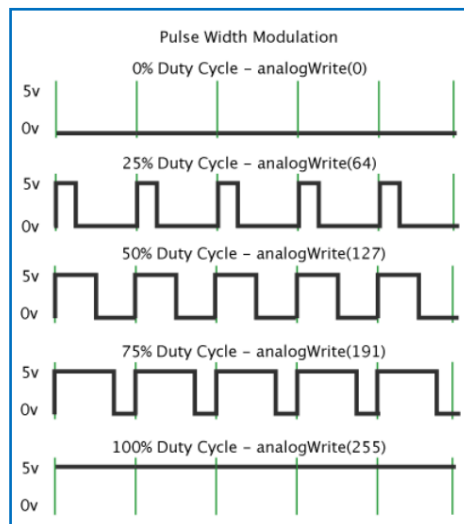 Pulse Width Modulation
0% Duty Cycle – analogWrite(0)
5v
0v
25% Duty Cycle – analogWrite(64)
5v
0v
50% Duty Cycle – analogWrite(127)
5v
0v
75% Duty Cycle – analogWrite(191)
5v
0v
100% Duty Cycle – analogWrite(255)
5v
0v